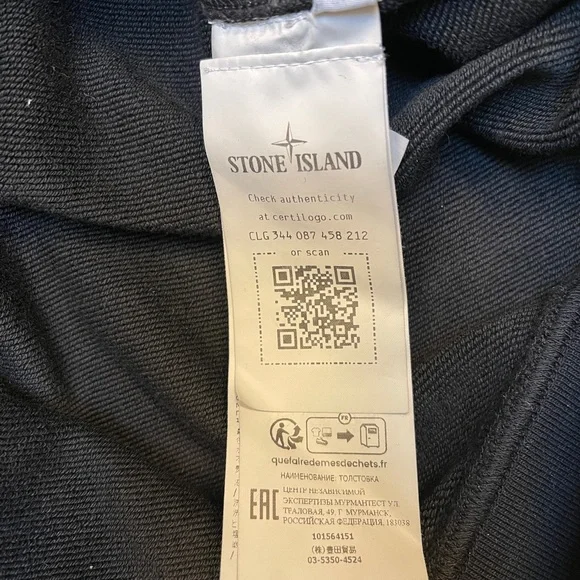 STONE ISLAND
Check authenticity
at certilogo.com
CLG 344 087 458 212
or scan
FR
quefairedemesdechets.fr
НАИМЕНОВАНИЕ: ТОЛСТОВКА
EAC
ЦЕНТР НЕЗАВИСИМОЙ
ЭКСПЕРТИЗЫ МУРМАНТЕСТ УЛ.
ТРАЛОВАЯ, 49, Г. МУРМАНСК,
РОССИЙСКАЯ ФЕДЕРАЦИЯ, 183038
101564151
(株)豊田貿易
03-5350-4524